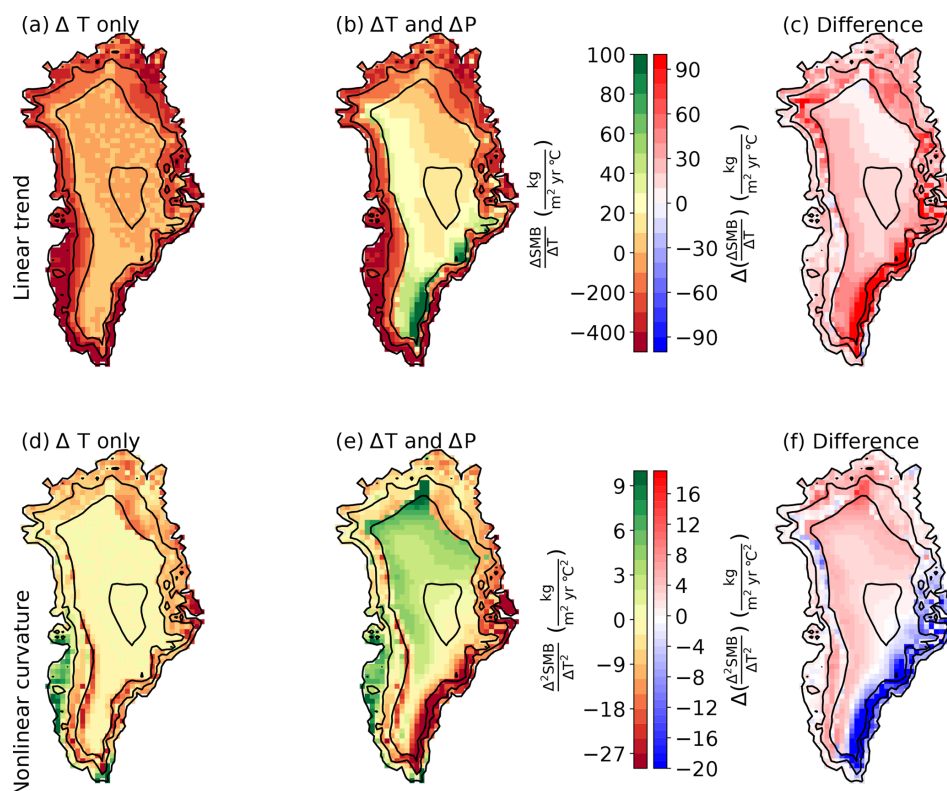 (a) Δ T only
(b) ΔT and ΔP
(c) Difference
Linear trend
100
80
60
40
20
0
−200
−400
ΔSMB/ΔT (kg/m² yr °C)
90
60
30
0
−30
−60
−90
Δ(ΔSMB/ΔT) (kg/m² yr °C)
(d) Δ T only
(e) ΔT and ΔP
(f) Difference
Nonlinear curvature
9
6
3
0
−9
−18
−27
Δ²SMB/ΔT² (kg/m² yr °C²)
16
12
8
4
0
−4
−8
−12
−16
−20
Δ(Δ²SMB/ΔT²) (kg/m² yr °C²)